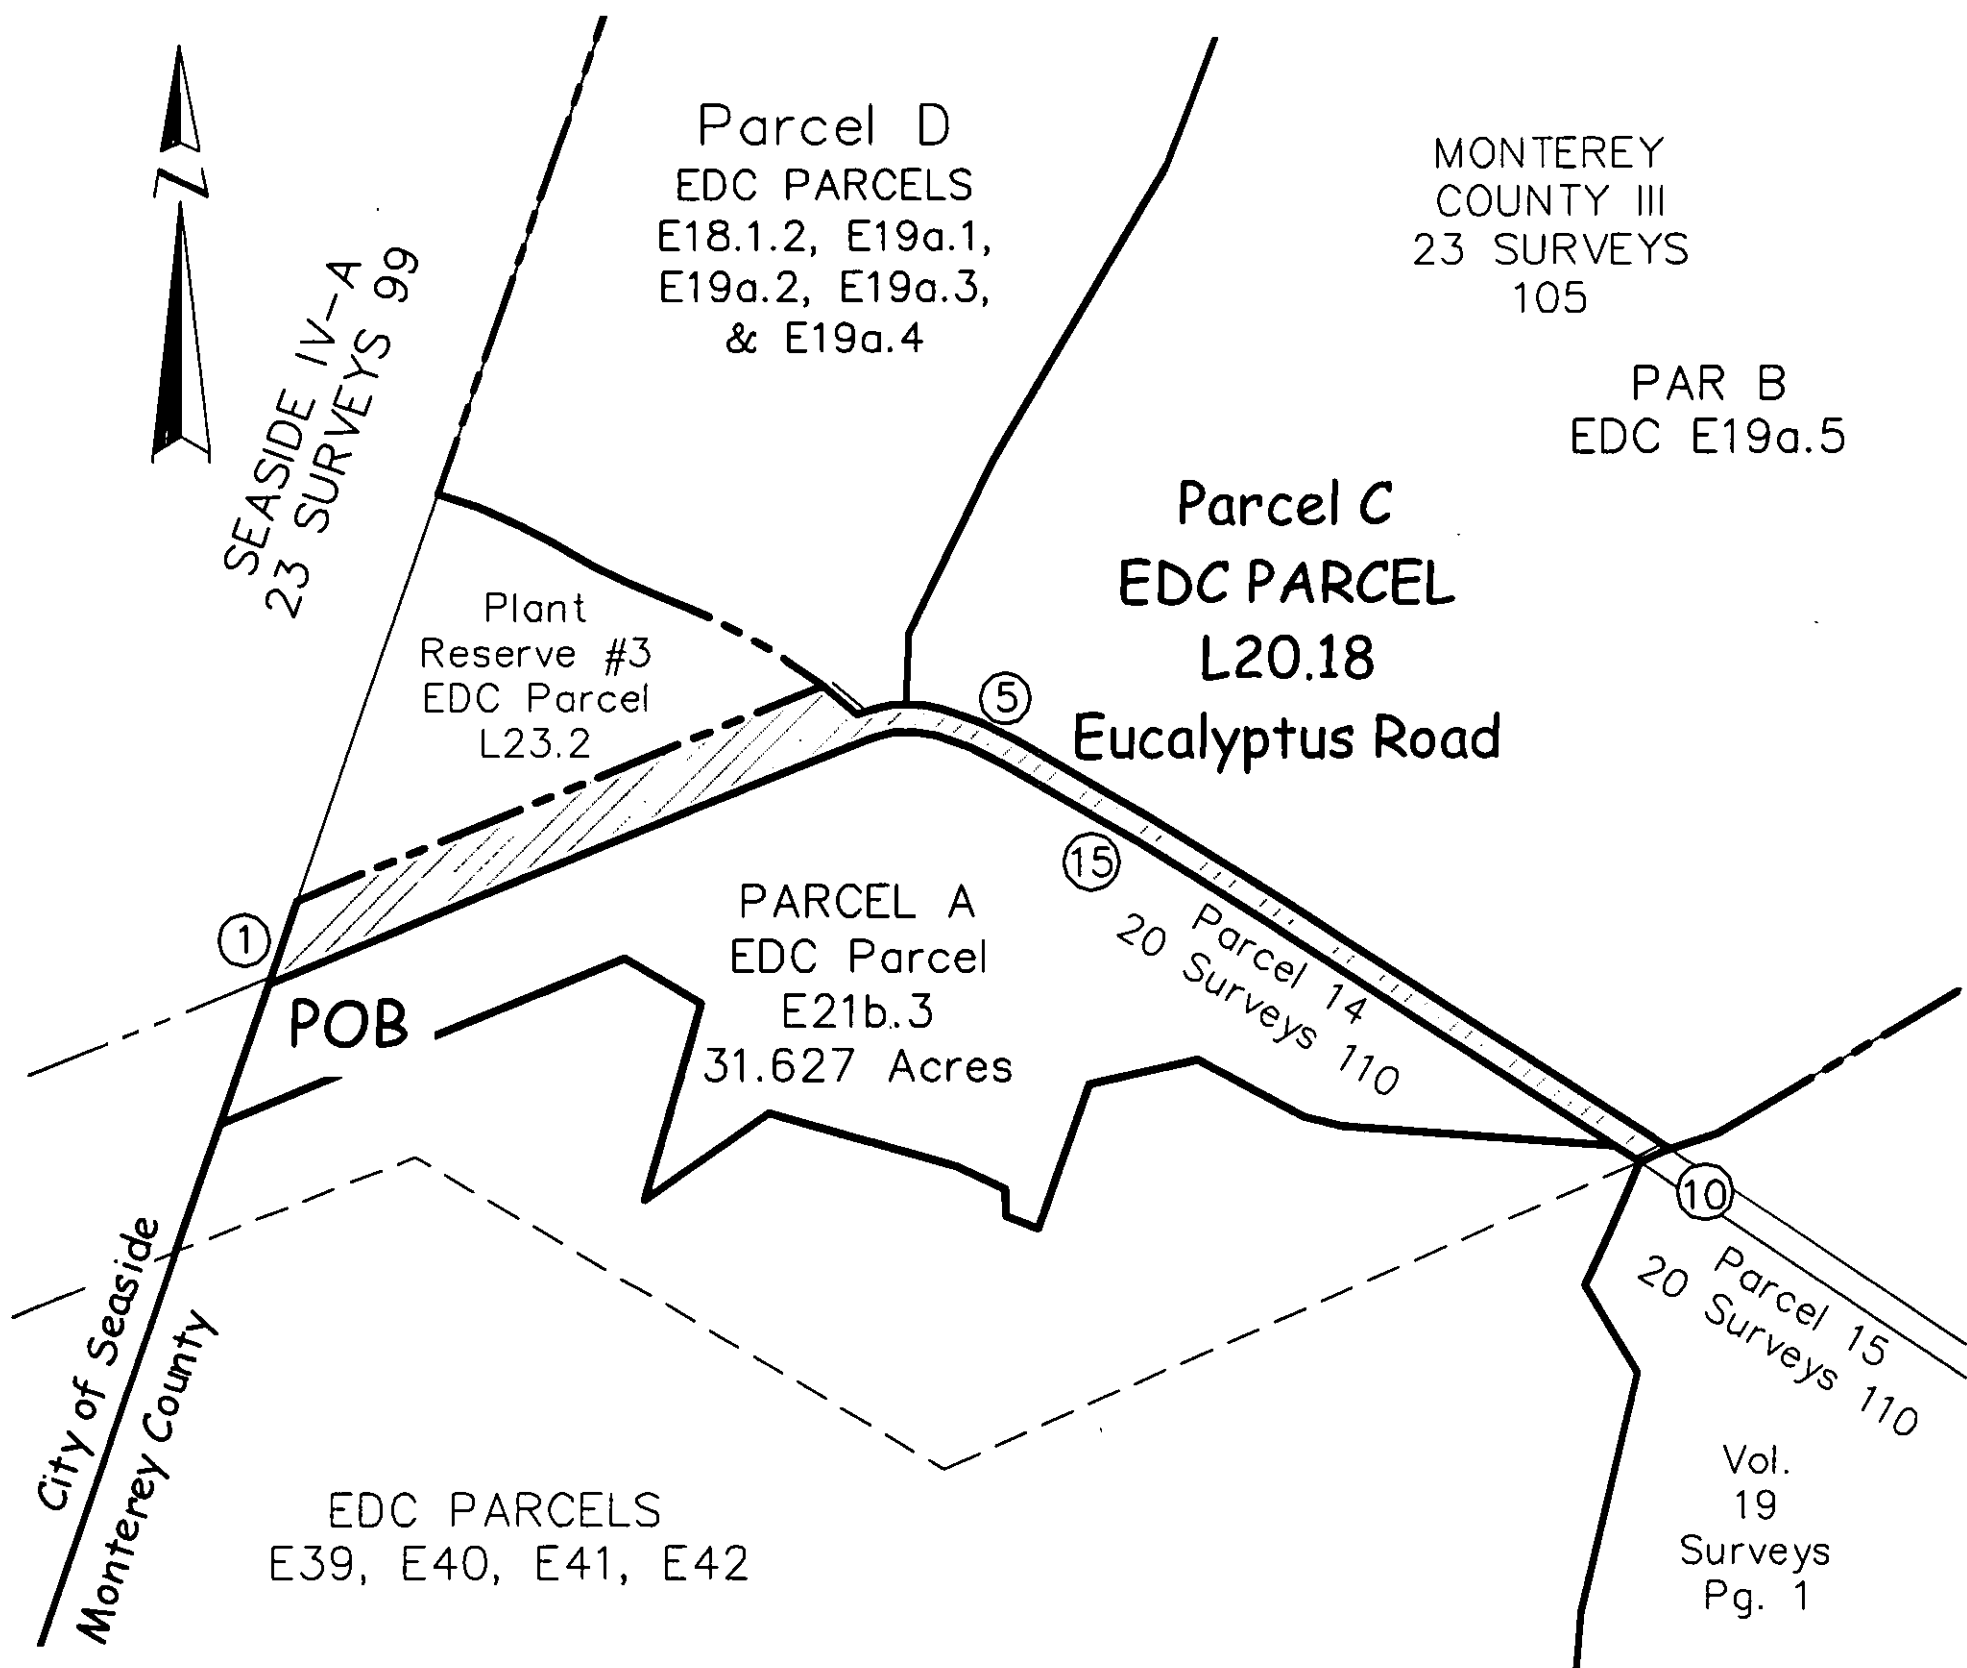 Z
Parcel D
EDC PARCELS
E18.1.2, E19a.1,
E19a.2, E19a.3,
& E19a.4
MONTEREY
COUNTY III
23 SURVEYS
105
PAR B
EDC E19a.5
SEASIDE IV-A
23 SURVEYS 99
Parcel C
EDC PARCEL
L20.18
Eucalyptus Road
Plant
Reserve #3
EDC Parcel
L23.2
5
15
1
POB
PARCEL A
EDC Parcel
E21b.3
31.627 Acres
Parcel 14
20 Surveys 110
10
Parcel 15
20 Surveys 110
City of Seaside
Monterey County
EDC PARCELS
E39, E40, E41, E42
Vol.
19
Surveys
Pg. 1